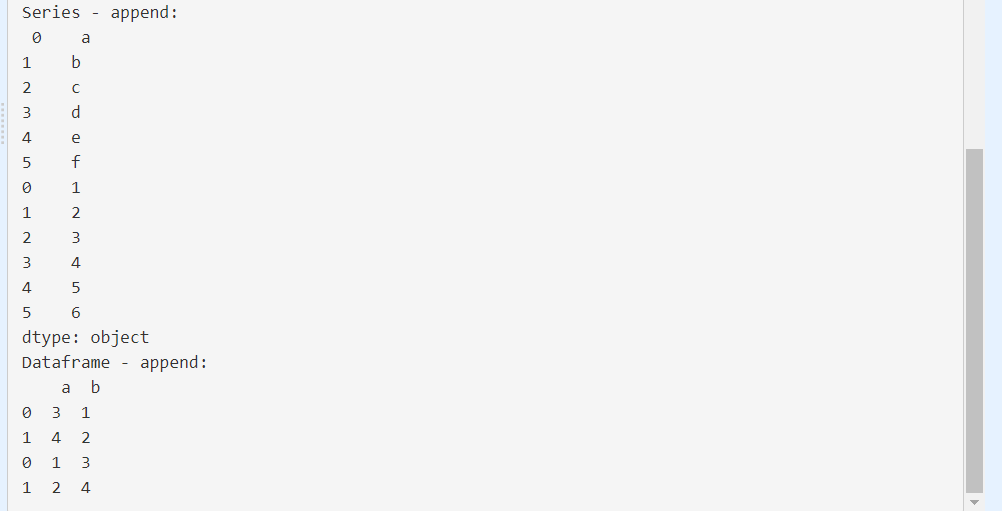 Series - append:
 0    a
1    b
2    c
3    d
4    e
5    f
0    1
1    2
2    3
3    4
4    5
5    6
dtype: object
Dataframe - append:
    a  b
0  3  1
1  4  2
0  1  3
1  2  4